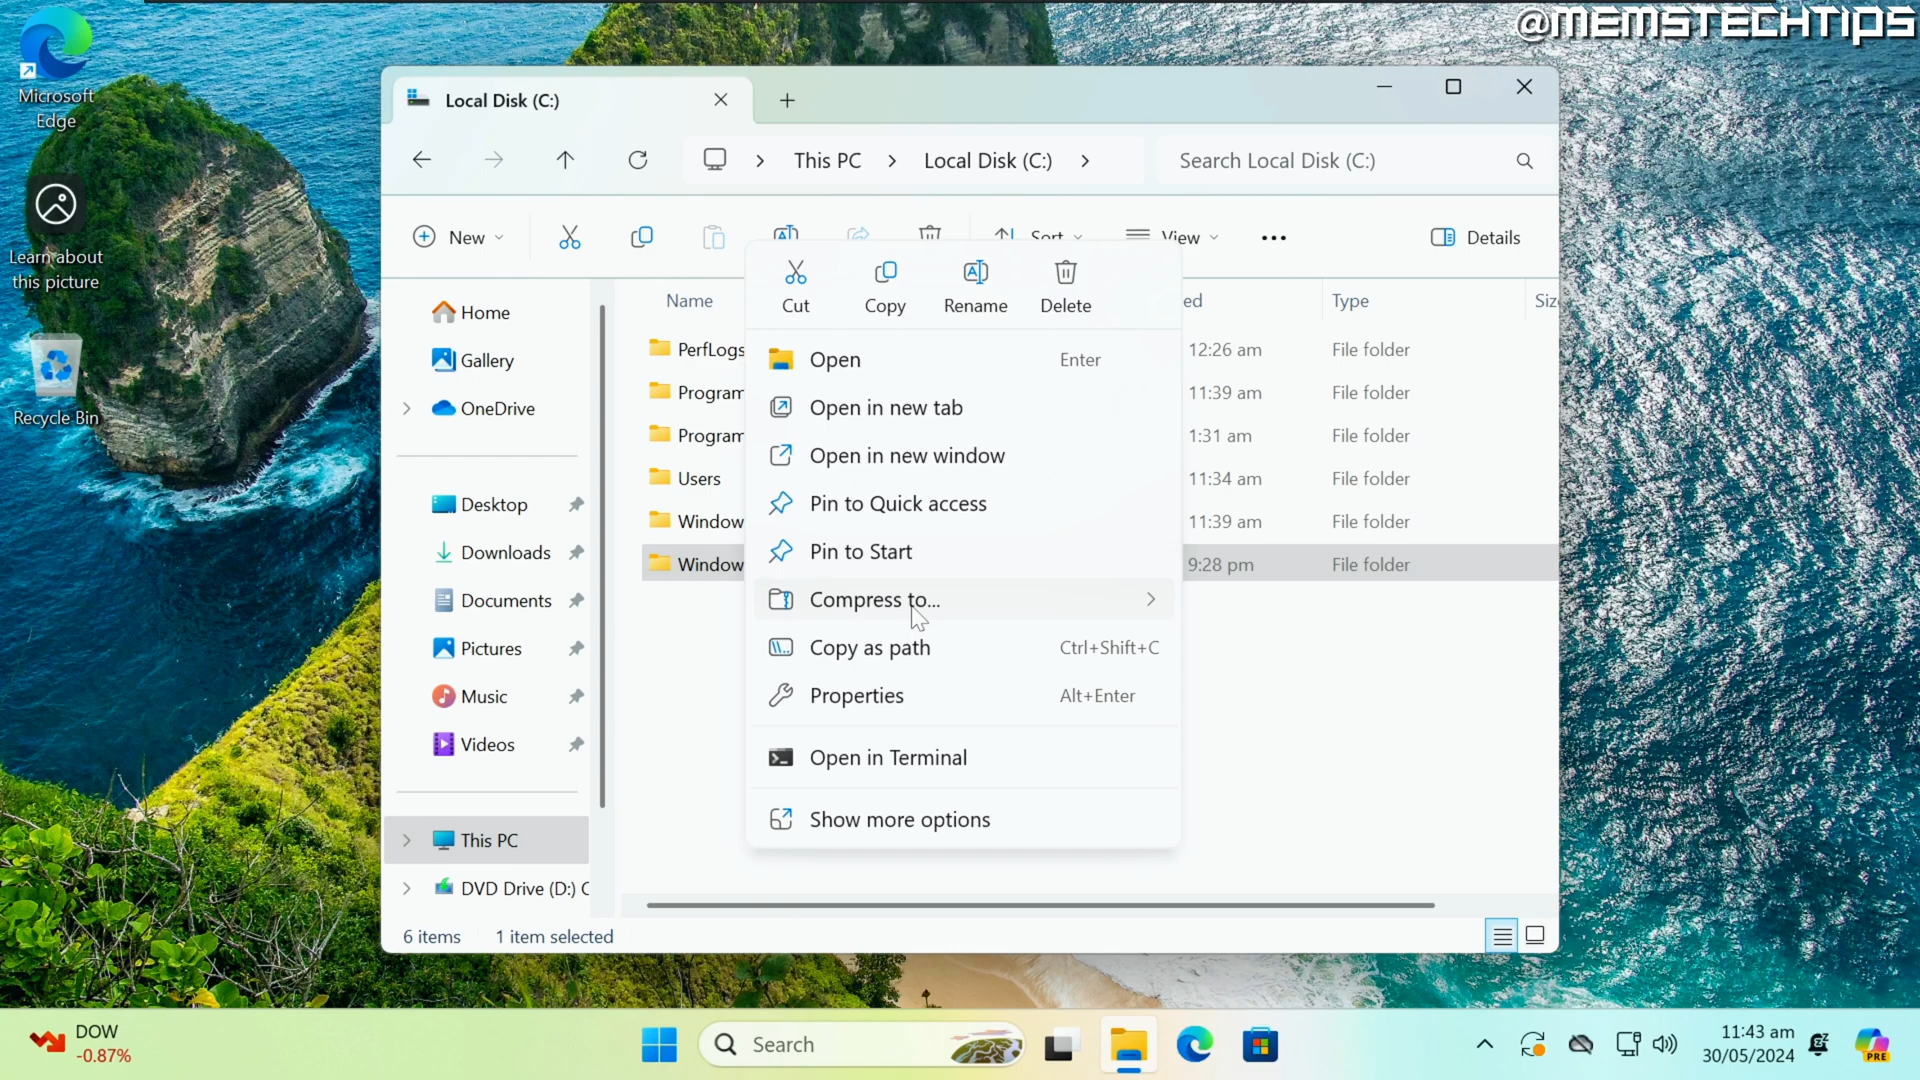 @MEMSTECHTIPS
Microsoft
Edge
Learn about
this picture
Recycle Bin
Local Disk (C:)
This PC
Local Disk (C:)
Search Local Disk (C:)
New
Sort
View
Details
Cut
Copy
Rename
Delete
Open
Enter
Open in new tab
Open in new window
Pin to Quick access
Pin to Start
Compress to...
Copy as path
Ctrl+Shift+C
Properties
Alt+Enter
Open in Terminal
Show more options
Home
Gallery
OneDrive
Desktop
Downloads
Documents
Pictures
Music
Videos
This PC
DVD Drive (D:) C
Name
ed
Type
Siz
PerfLogs
12:26 am
File folder
Program
11:39 am
File folder
Program
1:31 am
File folder
Users
11:34 am
File folder
Window
11:39 am
File folder
Window
9:28 pm
File folder
6 items
1 item selected
DOW
-0.87%
Search
11:43 am
30/05/2024
PRE